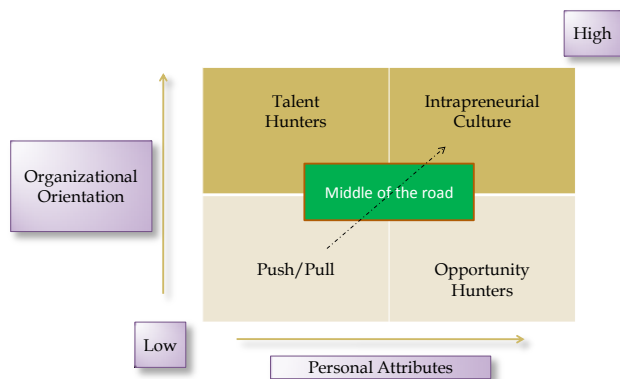 High
Talent
Hunters
Intrapreneurial
Culture
Organizational
Orientation
Middle of the road
Push/Pull
Opportunity
Hunters
Low
Personal Attributes